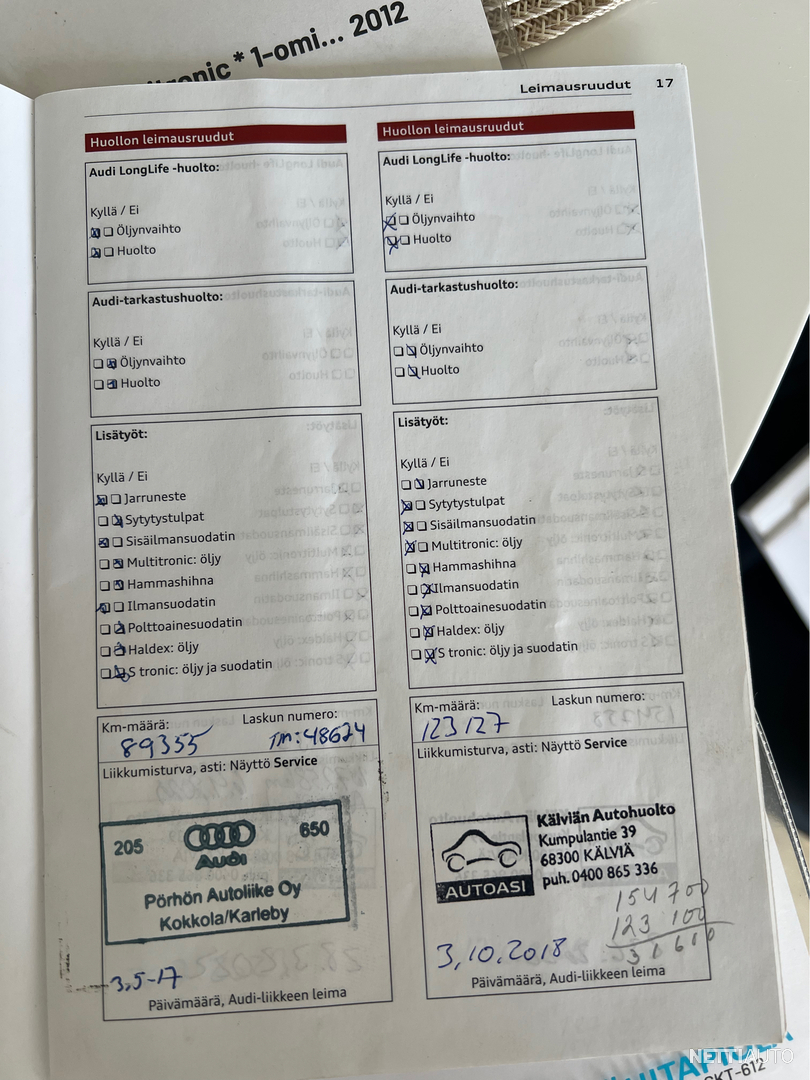 1-omi... 2012
Leimausruudut 17
Huollon leimausruudut
Audi LongLife -huolto:
Kyllä / Ei
Öljynvaihto
Huolto
Audi-tarkastushuolto:
Kyllä / Ei
Öljynvaihto
Huolto
Lisätyöt:
Kyllä / Ei
Jarruneste
Sytytystulpat
Sisäilmansuodatin
Multitronic: öljy
Hammashihna
Ilmansuodatin
Polttoainesuodatin
Haldex: öljy
S tronic: öljy ja suodatin
Km-määrä: Laskun numero:
89355 Tm:48624
Liikkumisturva, asti: Näyttö Service
205 650
Audi
Pörhön Autoliike Oy
Kokkola/Karleby
3.5-17
Päivämäärä, Audi-liikkeen leima
Huollon leimausruudut
Audi LongLife -huolto:
Kyllä / Ei
Öljynvaihto
Huolto
Audi-tarkastushuolto:
Kyllä / Ei
Öljynvaihto
Huolto
Lisätyöt:
Kyllä / Ei
Jarruneste
Sytytystulpat
Sisäilmansuodatin
Multitronic: öljy
Hammashihna
Ilmansuodatin
Polttoainesuodatin
Haldex: öljy
S tronic: öljy ja suodatin
Km-määrä: Laskun numero:
123127
Liikkumisturva, asti: Näyttö Service
AUTOASI
Kälviän Autohuolto
Kumpulantie 39
68300 KÄLVIÄ
puh. 0400 865 336
154700
123 100
3.10.2018
Päivämäärä, Audi-liikkeen leima
NETTIAUTO